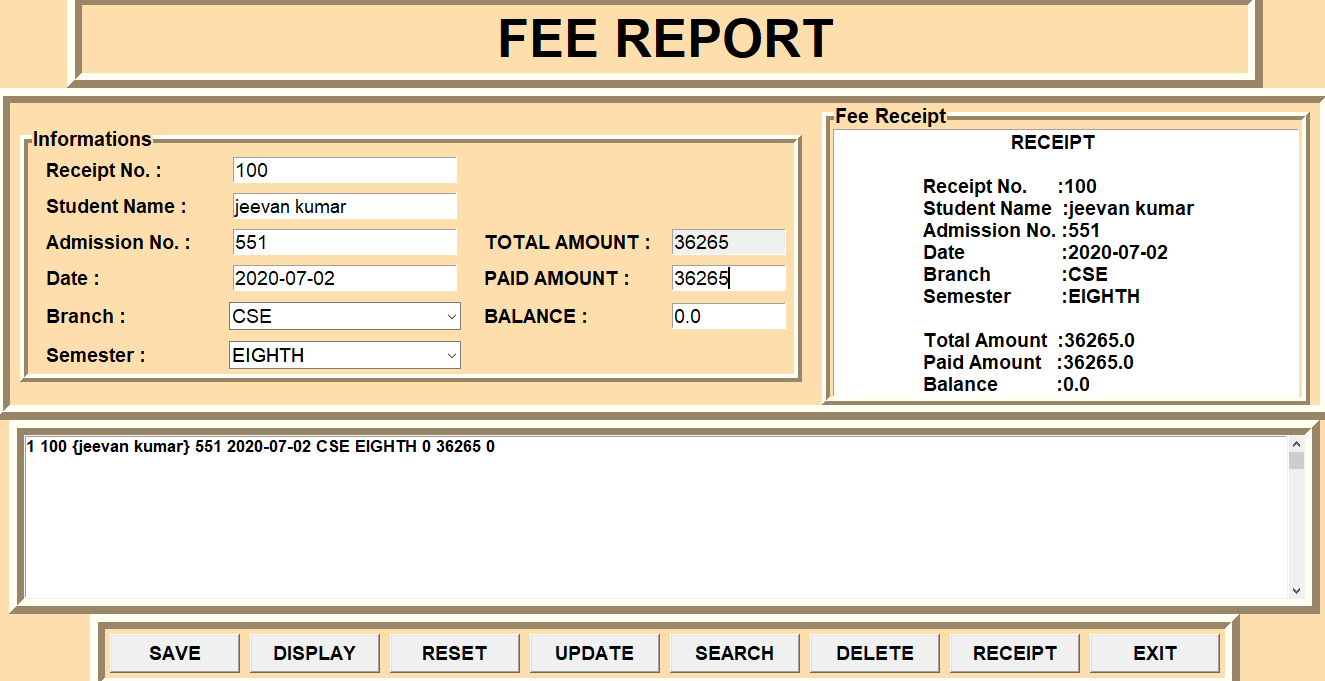 FEE REPORT
Informations
Receipt No. : 100
Student Name : jeevan kumar
Admission No. : 551
Date : 2020-07-02
Branch : CSE
Semester : EIGHTH
TOTAL AMOUNT : 36265
PAID AMOUNT : 36265
BALANCE : 0.0
Fee Receipt
RECEIPT
Receipt No. :100
Student Name :jeevan kumar
Admission No. :551
Date :2020-07-02
Branch :CSE
Semester :EIGHTH
Total Amount :36265.0
Paid Amount :36265.0
Balance :0.0
1 100 {jeevan kumar} 551 2020-07-02 CSE EIGHTH 0 36265 0
SAVE DISPLAY RESET UPDATE SEARCH DELETE RECEIPT EXIT